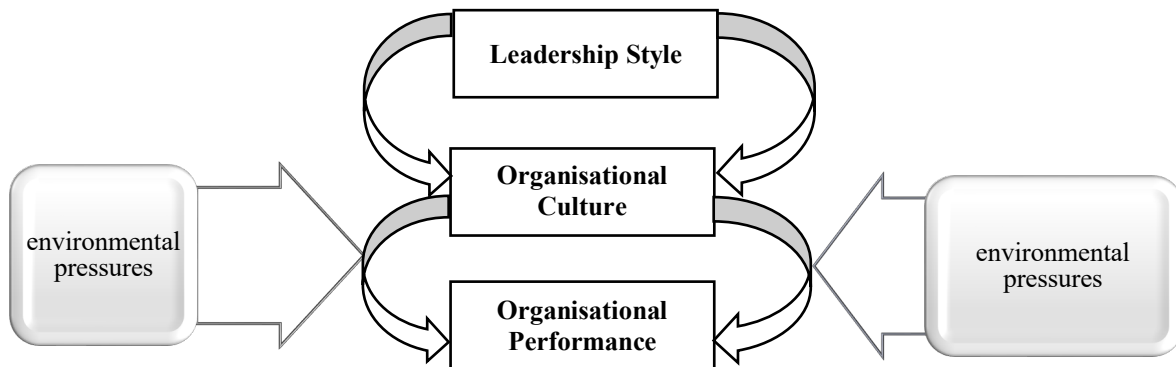 Leadership Style
Organisational
Culture
environmental
pressures
environmental
pressures
Organisational
Performance